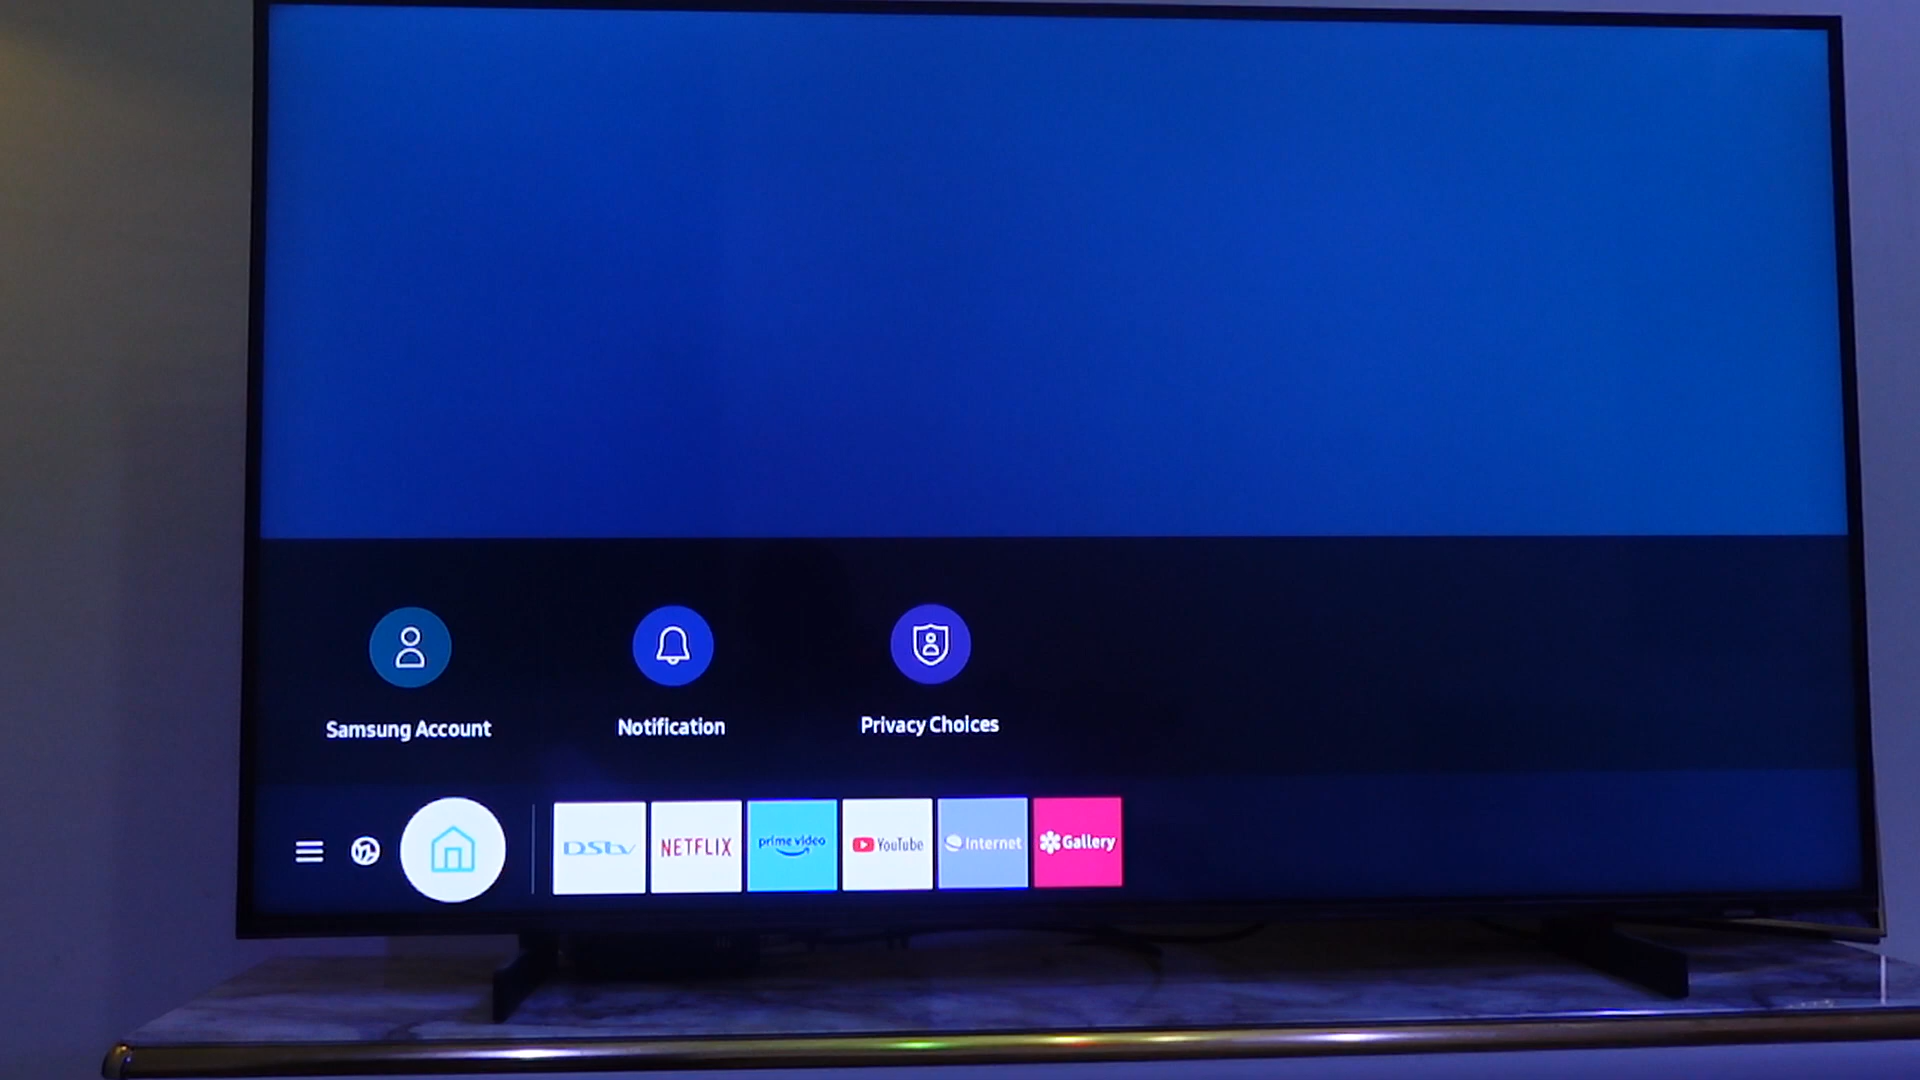 Samsung Account
Notification
Privacy Choices
DStv
NETFLIX
prime video
YouTube
Internet
Gallery